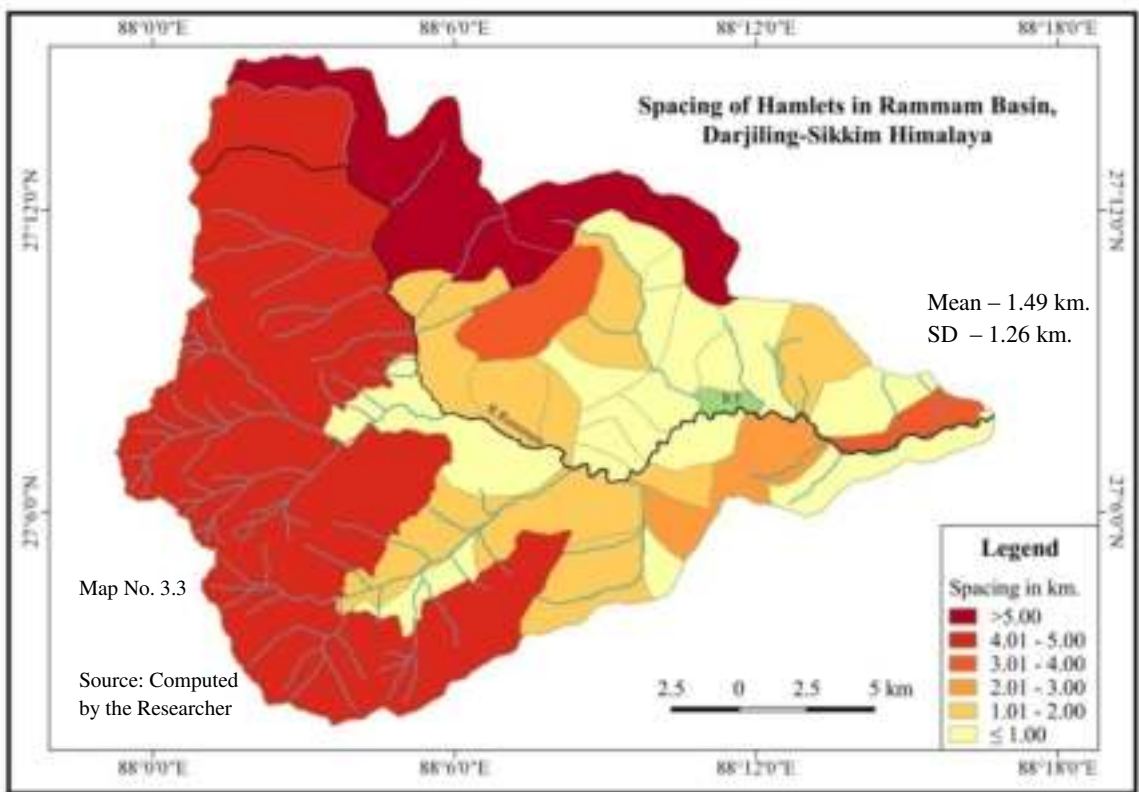 88°0'0"E 88°6'0"E 88°12'0"E 88°18'0"E
Spacing of Hamlets in Rammam Basin,
Darjiling-Sikkim Himalaya
27°12'0"N 27°12'0"N
Mean – 1.49 km.
SD – 1.26 km.
R.F.
27°6'0"N 27°6'0"N
Map No. 3.3
Source: Computed
by the Researcher
2.5 0 2.5 5 km
Legend
Spacing in km.
>5.00
4.01 - 5.00
3.01 - 4.00
2.01 - 3.00
1.01 - 2.00
≤ 1.00
88°0'0"E 88°6'0"E 88°12'0"E 88°18'0"E